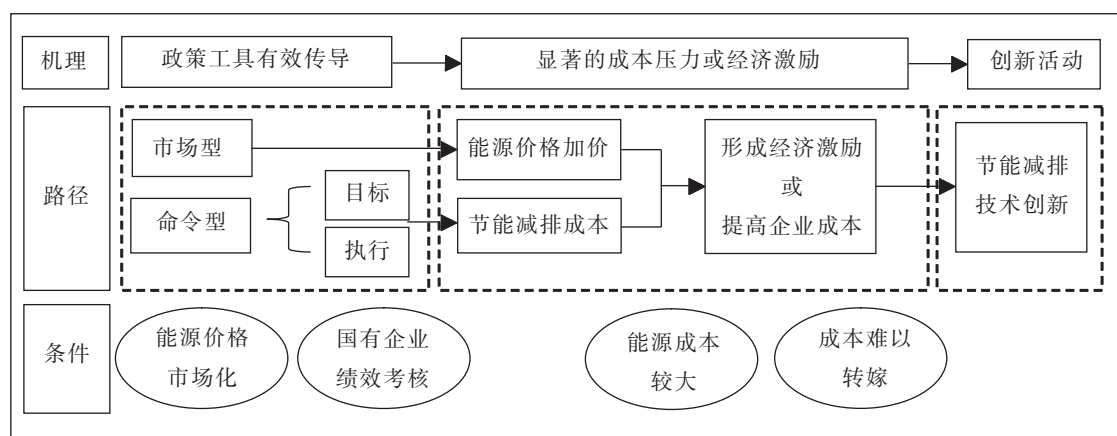 机理
政策工具有效传导
显著的成本压力或经济激励
创新活动
路径
市场型
命令型
目标
执行
能源价格加价
节能减排成本
形成经济激励
或
提高企业成本
节能减排
技术创新
条件
能源价格
市场化
国有企业
绩效考核
能源成本
较大
成本难以
转嫁